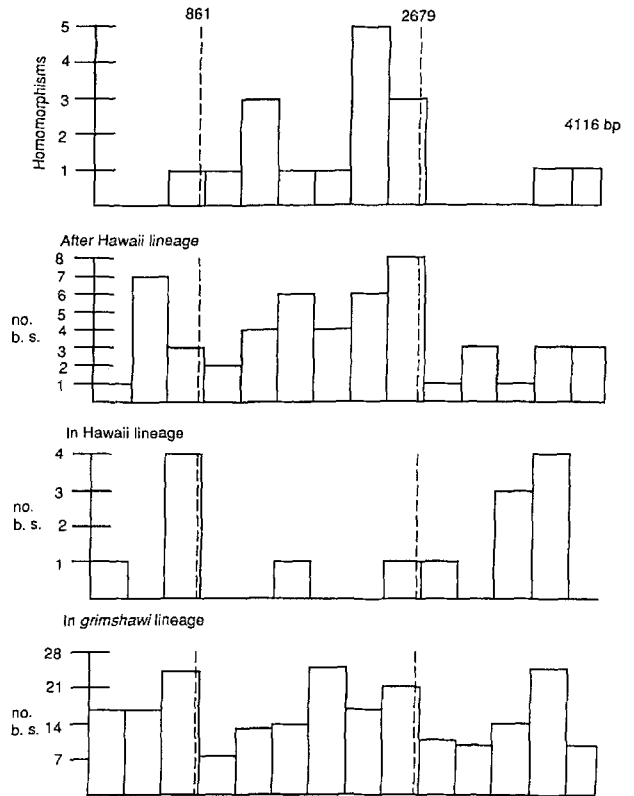 861
2679
5
4
3
2
1
Homomorphisms
4116 bp
After Hawaii lineage
8
7
6
5
4
3
2
1
no.
b. s.
In Hawaii lineage
4
3
2
1
no.
b. s.
In grimshawi lineage
28
21
14
7
no.
b. s.